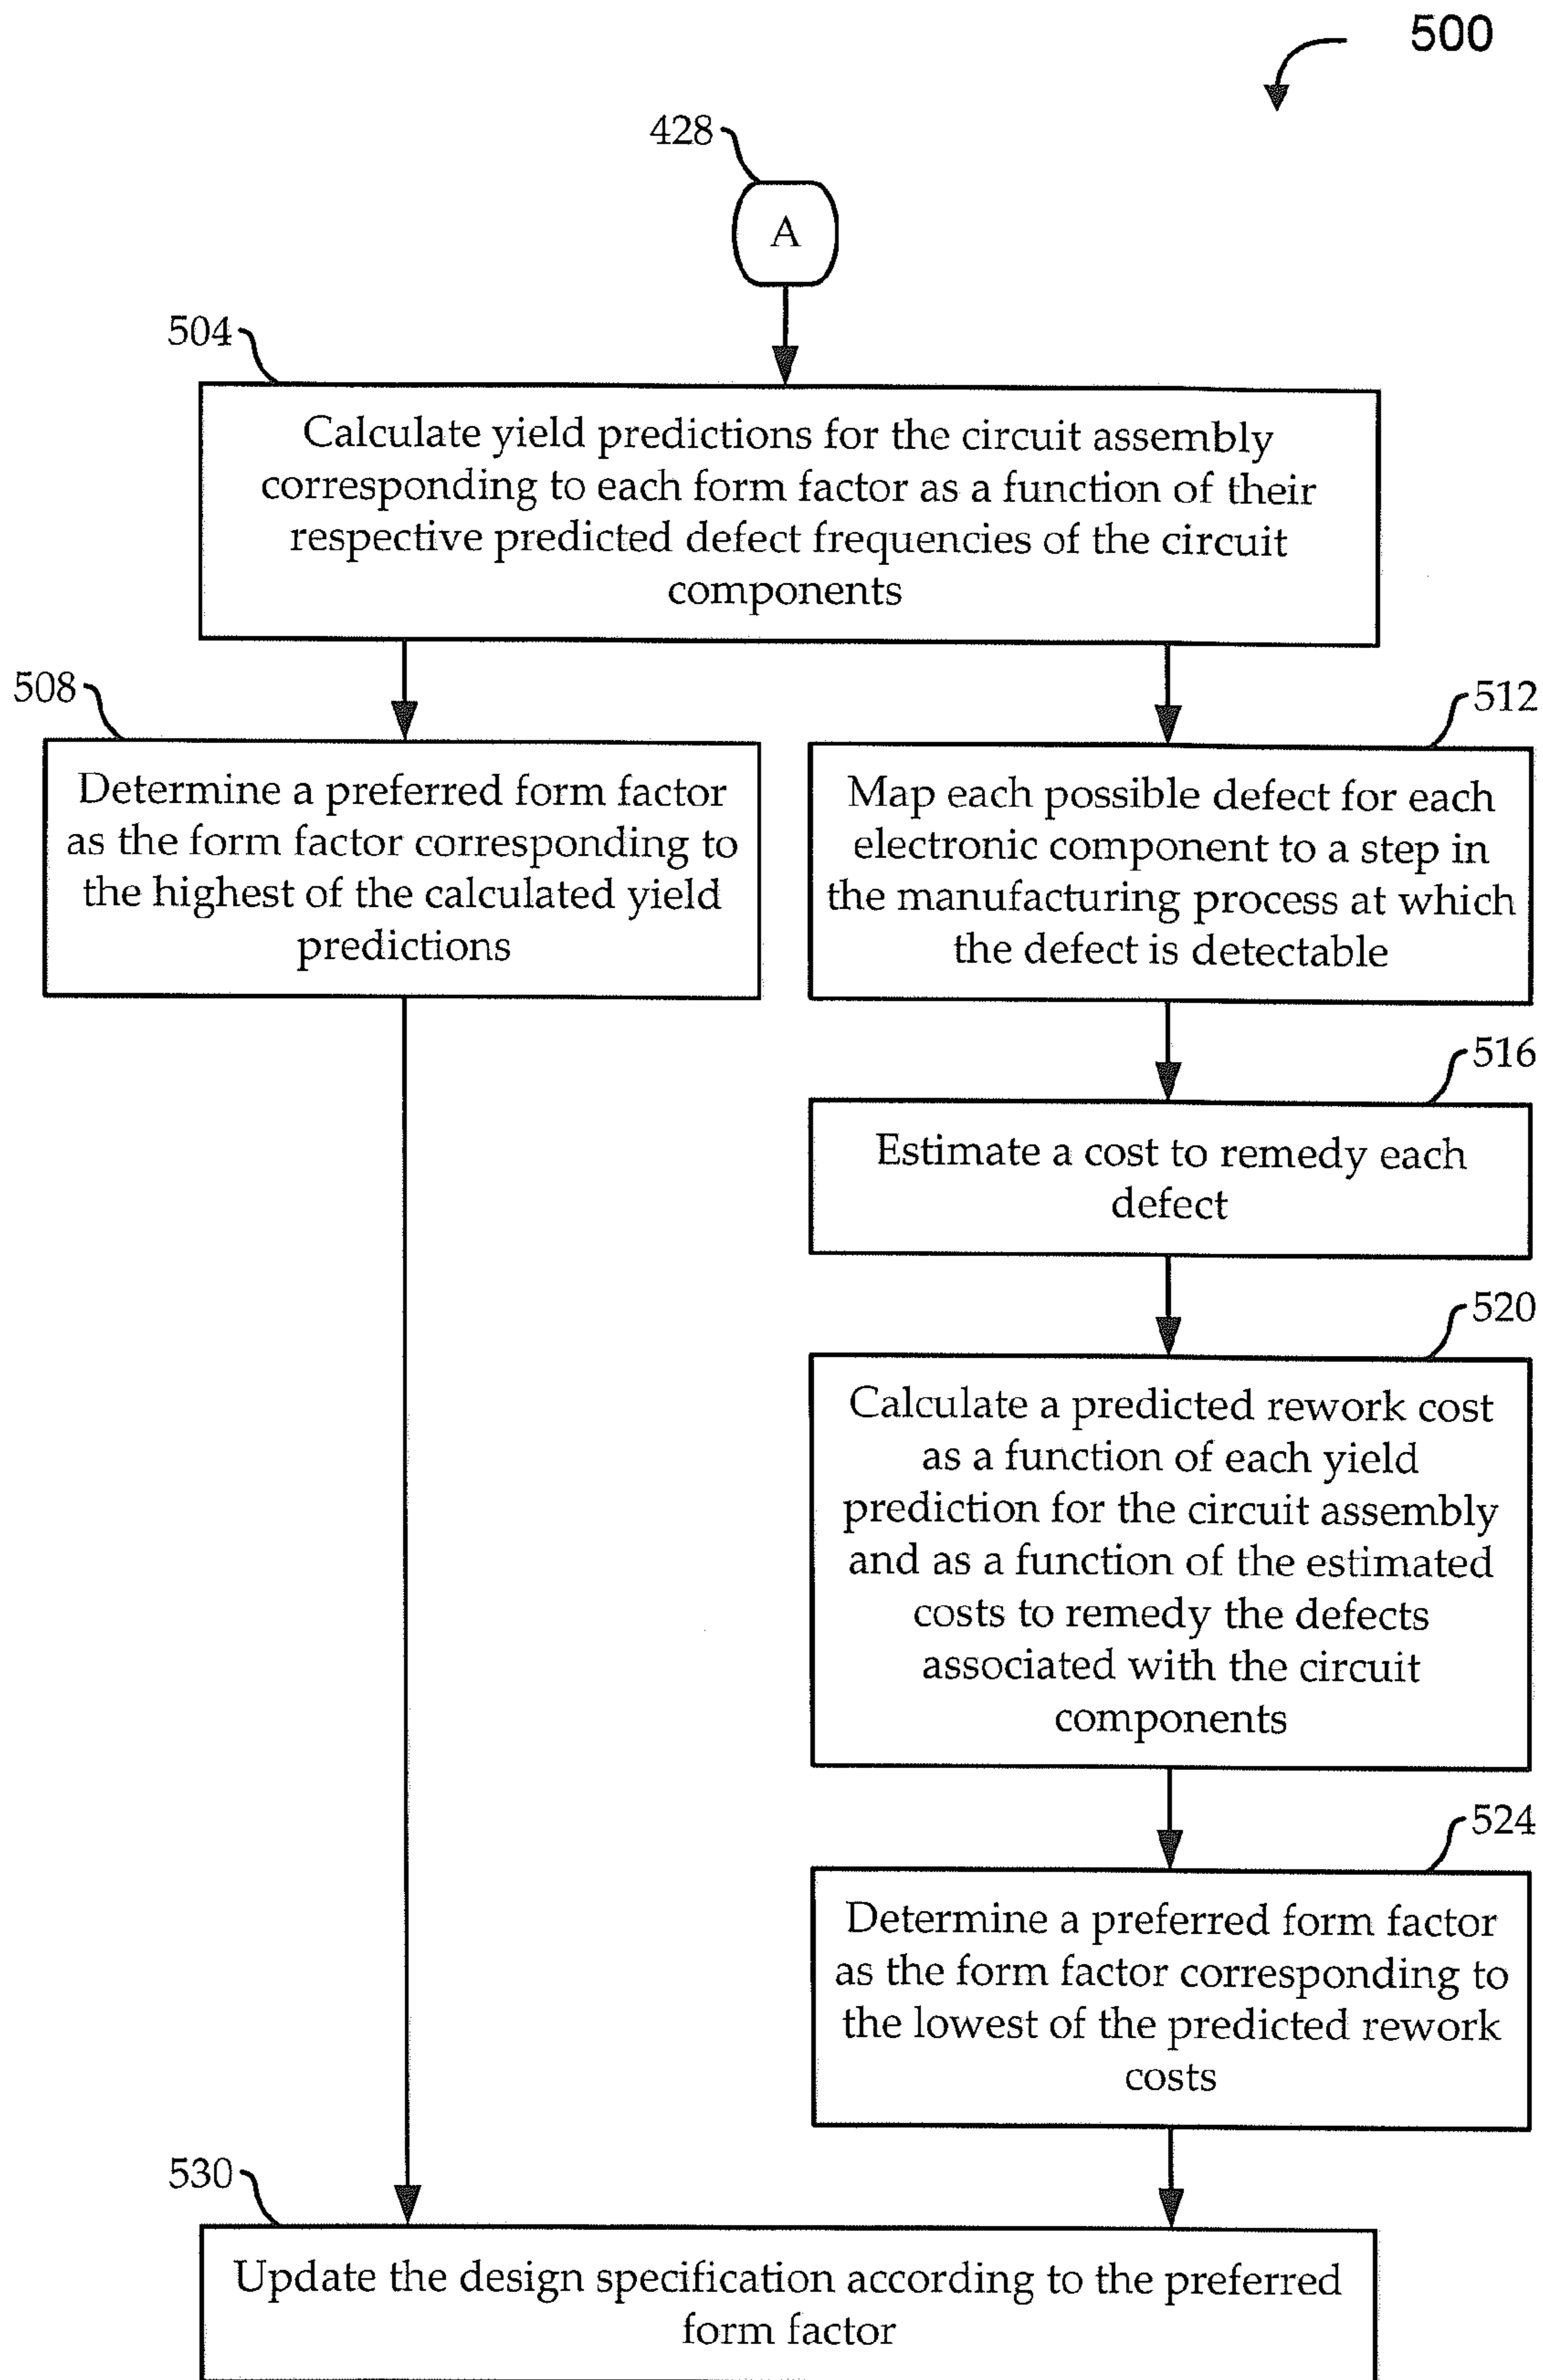 500
428
A
504
Calculate yield predictions for the circuit assembly
corresponding to each form factor as a function of their
respective predicted defect frequencies of the circuit
components
508
Determine a preferred form factor
as the form factor corresponding to
the highest of the calculated yield
predictions
512
Map each possible defect for each
electronic component to a step in
the manufacturing process at which
the defect is detectable
516
Estimate a cost to remedy each
defect
520
Calculate a predicted rework cost
as a function of each yield
prediction for the circuit assembly
and as a function of the estimated
costs to remedy the defects
associated with the circuit
components
524
Determine a preferred form factor
as the form factor corresponding to
the lowest of the predicted rework
costs
530
Update the design specification according to the preferred
form factor